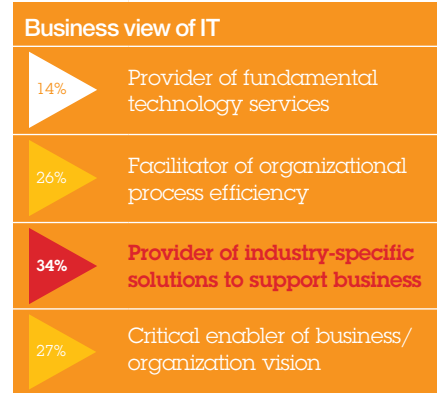 Business view of IT
14%
Provider of fundamental
technology services
26%
Facilitator of organizational
process efficiency
34%
Provider of industry-specific
solutions to support business
27%
Critical enabler of business/
organization vision